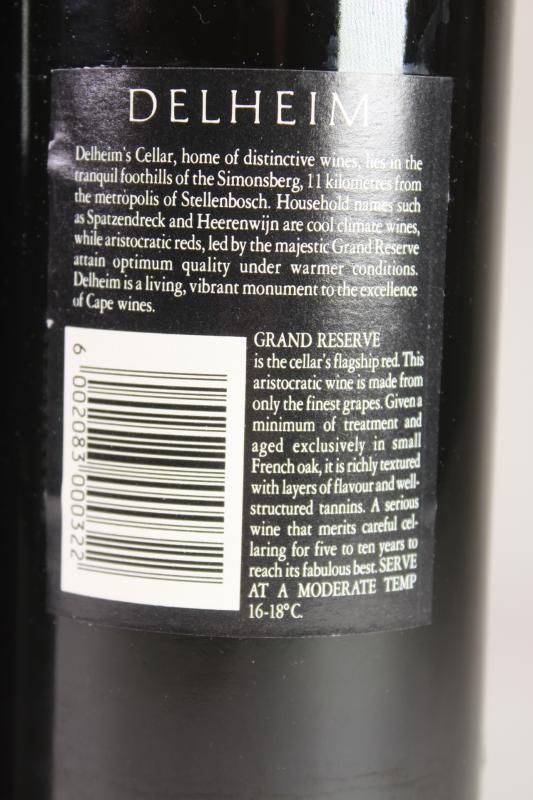 DELHEIM
Delheim's Cellar, home of distinctive wines, lies in the
tranquil foothills of the Simonsberg, 11 kilometres from
the metropolis of Stellenbosch. Household names such
as Spatzendreck and Heerenwijn are cool climate wines,
while aristocratic reds, led by the majestic Grand Reserve
attain optimum quality under warmer conditions.
Delheim is a living, vibrant monument to the excellence
of Cape wines.
GRAND RESERVE
is the cellar's flagship red. This
aristocratic wine is made from
only the finest grapes. Given a
minimum of treatment and
aged exclusively in small
French oak, it is richly textured
with layers of flavour and well-
structured tannins. A serious
wine that merits careful cel-
laring for five to ten years to
reach its fabulous best. SERVE
AT A MODERATE TEMP
16-18°C.
6 002083 000322